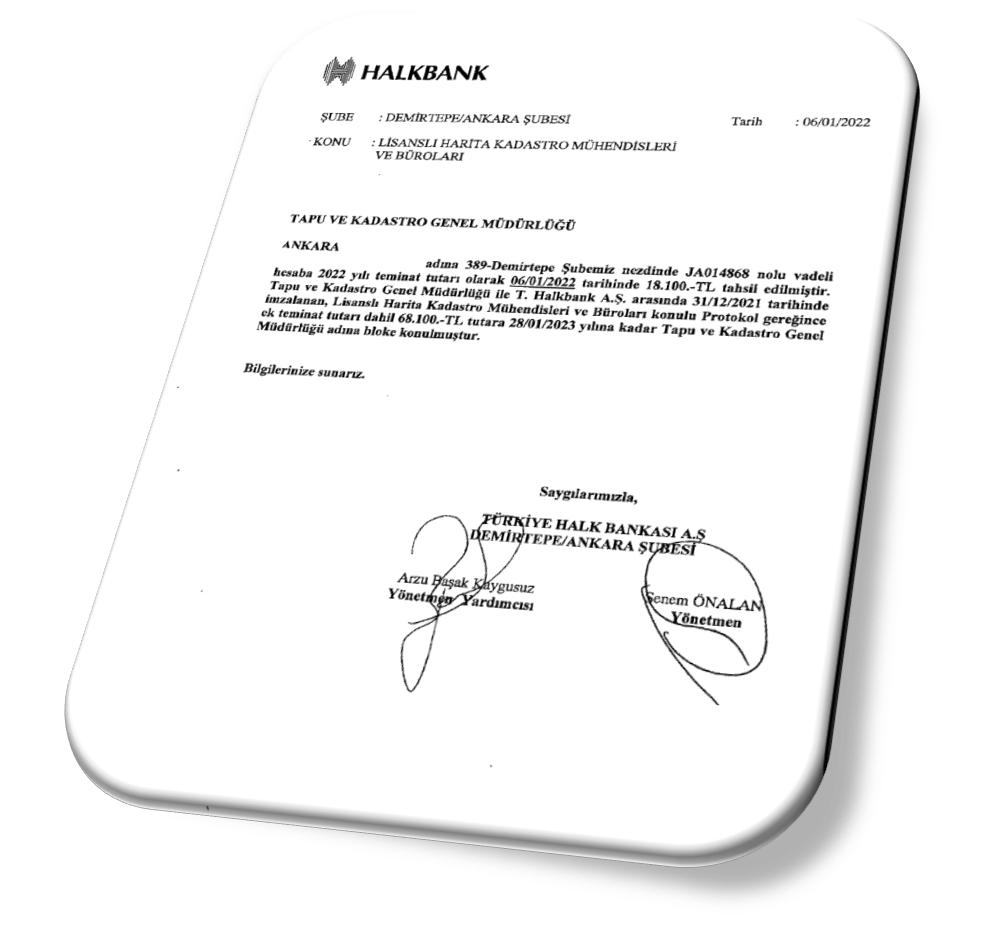 HALKBANK
ŞUBE : DEMİRTEPE/ANKARA ŞUBESİ Tarih : 06/01/2022
KONU : LİSANSLI HARİTA KADASTRO MÜHENDİSLERİ
VE BÜROLARI
TAPU VE KADASTRO GENEL MÜDÜRLÜĞÜ
ANKARA
adına 389-Demirtepe Şubemiz nezdinde JA014868 nolu vadeli
hesaba 2022 yılı teminat tutarı olarak 06/01/2022 tarihinde 18.100.-TL tahsil edilmiştir.
Tapu ve Kadastro Genel Müdürlüğü ile T. Halkbank A.Ş. arasında 31/12/2021 tarihinde
imzalanan, Lisanslı Harita Kadastro Mühendisleri ve Büroları konulu Protokol gereğince
ek teminat tutarı dahil 68.100.-TL tutara 28/01/2023 yılına kadar Tapu ve Kadastro Genel
Müdürlüğü adına bloke konulmuştur.
Bilgilerinize sunarız.
Saygılarımızla,
TÜRKİYE HALK BANKASI A.Ş
DEMİRTEPE/ANKARA ŞUBESİ
Arzu Başak Kaygusuz
Yönetmen Yardımcısı
Senem ÖNALAN
Yönetmen